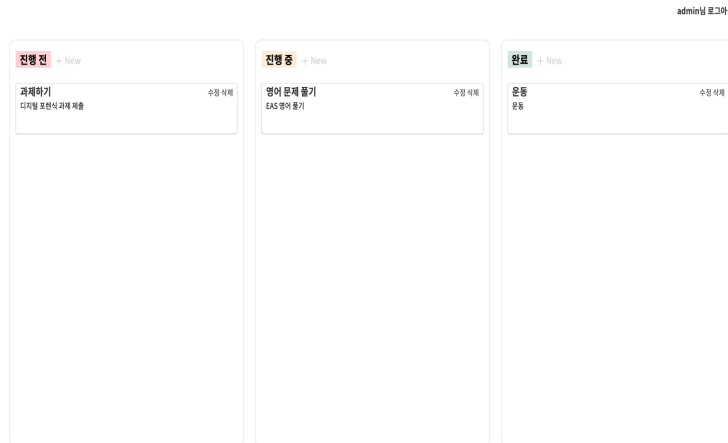 admin님 로그아
진행 전 + New
과제하기 수정 삭제
디지털 포렌식 과제 제출
진행 중 + New
영어 문제 풀기 수정 삭제
EAS 영어 풀기
완료 + New
운동 수정 삭제
운동